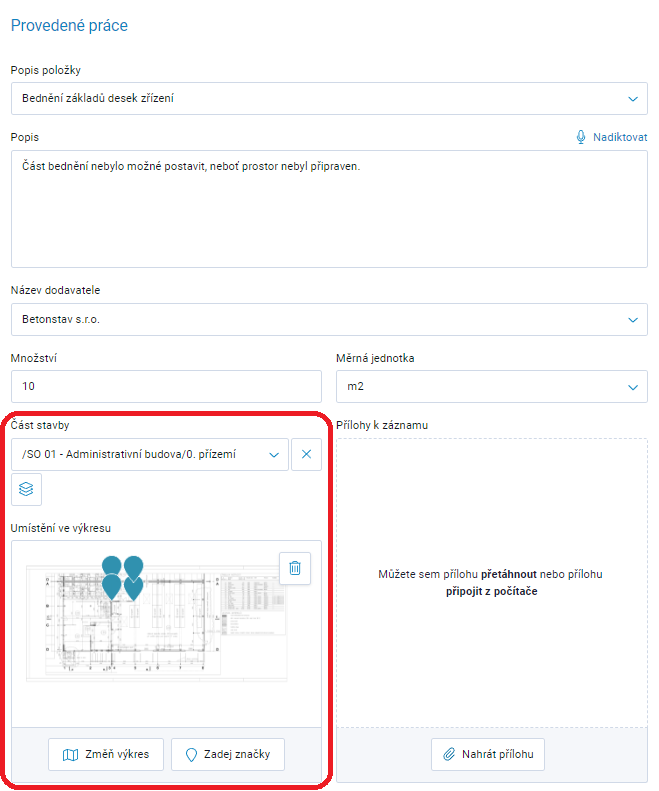 Provedené práce
Popis položky
Bednění základů desek zřízení
Popis
Nadiktovat
Část bednění nebylo možné postavit, neboť prostor nebyl připraven.
Název dodavatele
Betonstav s.r.o.
Množství
Měrná jednotka
10
m2
Část stavby
Přílohy k záznamu
/SO 01 - Administrativní budova/0. přízemí
Umístění ve výkresu
Můžete sem přílohu přetáhnout nebo přílohu
připojit z počítače
Změň výkres
Zadej značky
Nahrát přílohu